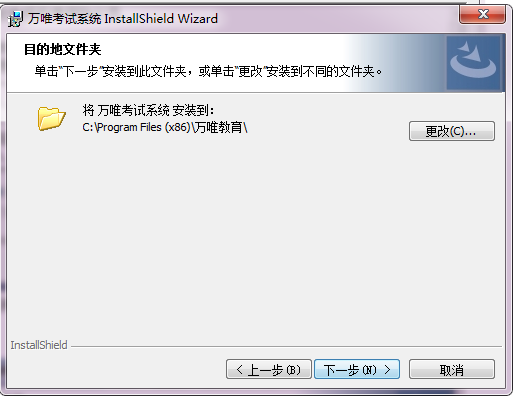 万唯考试系统 InstallShield Wizard
目的地文件夹
单击“下一步”安装到此文件夹，或单击“更改”安装到不同的文件夹。
将 万唯考试系统 安装到：
C:\Program Files (x86)\万唯教育\
更改(C)...
InstallShield
< 上一步(B)
下一步(N) >
取消